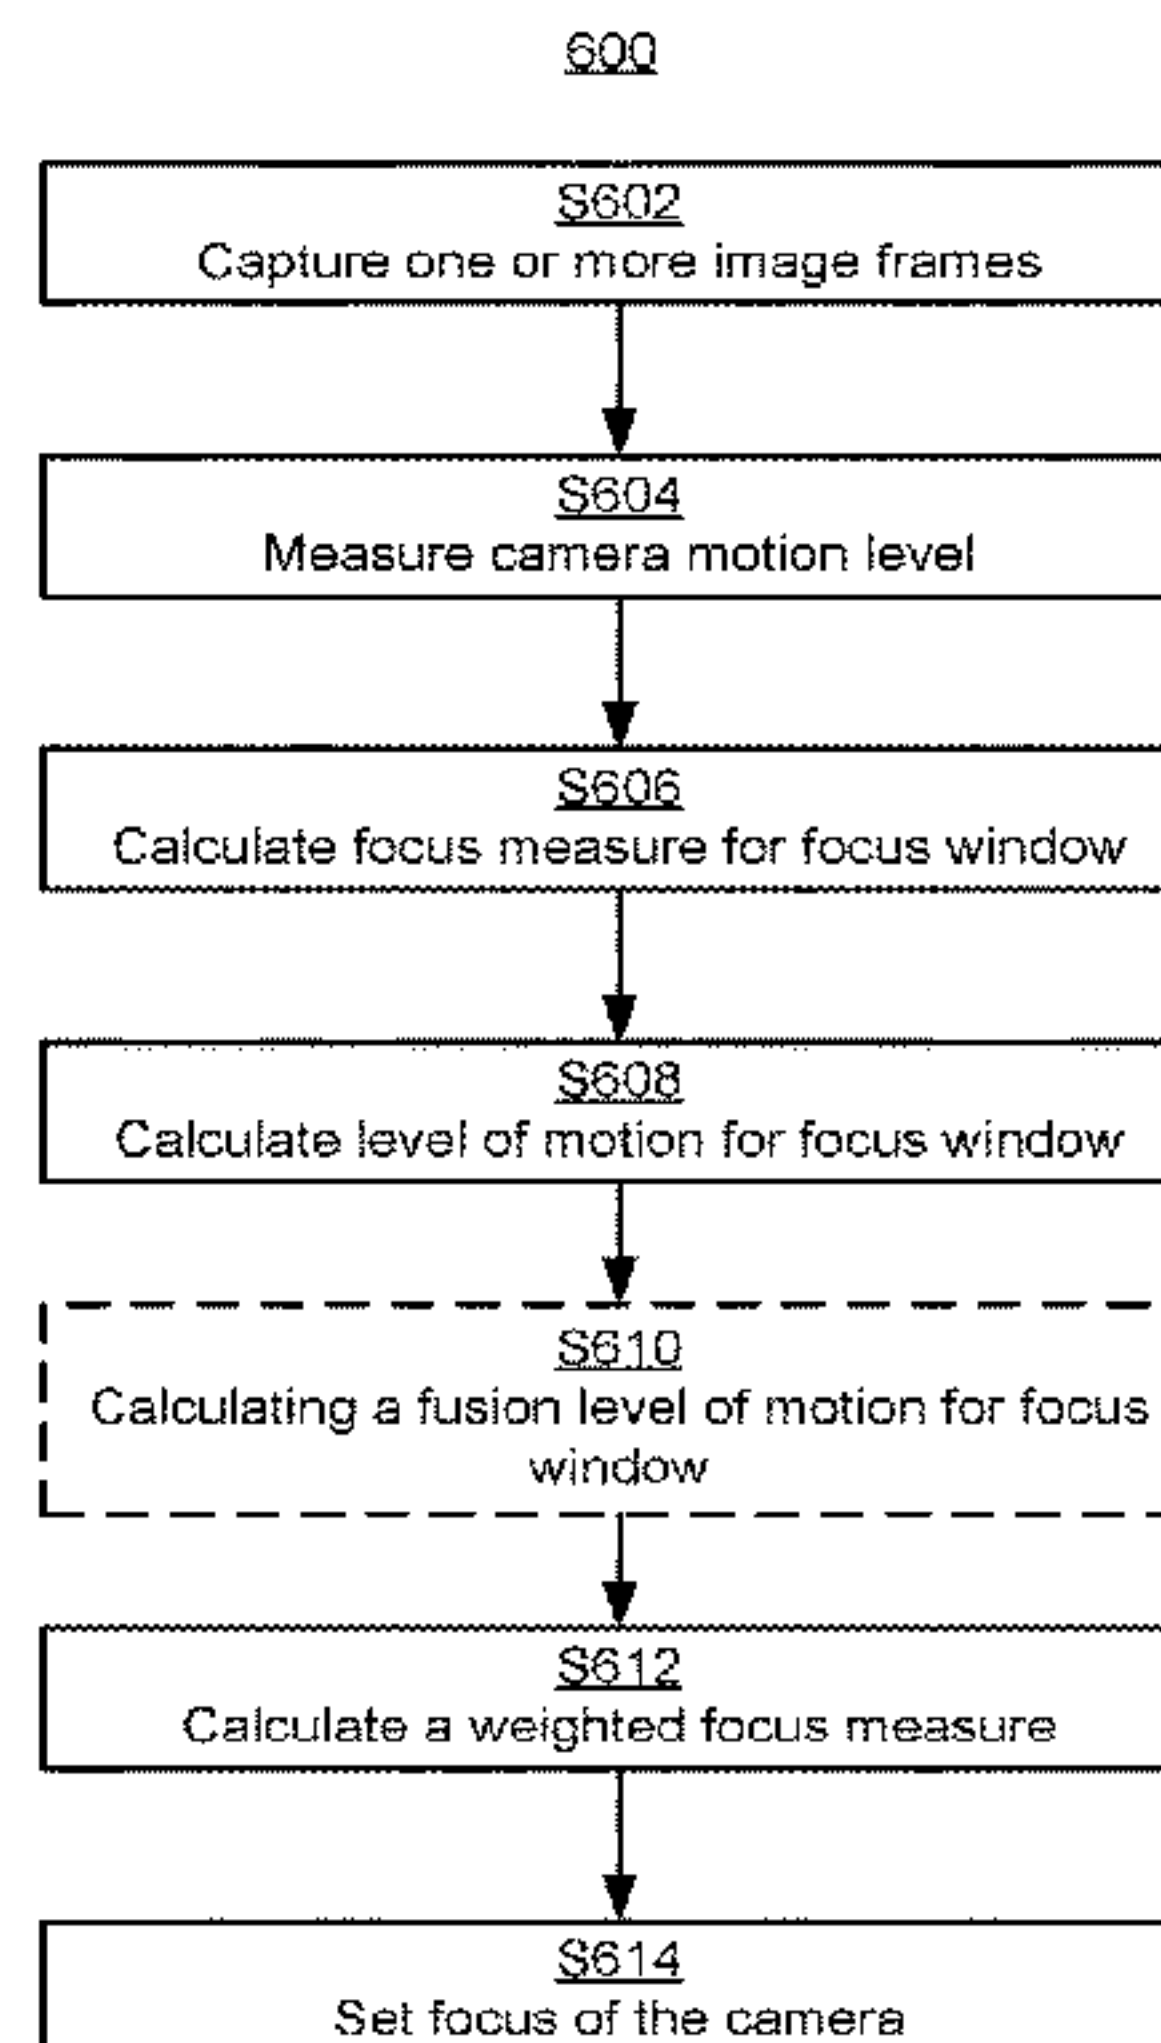 600
S602
Capture one or more image frames
S604
Measure camera motion level
S606
Calculate focus measure for focus window
S608
Calculate level of motion for focus window
S610
Calculating a fusion level of motion for focus
window
S612
Calculate a weighted focus measure
S614
Set focus of the camera